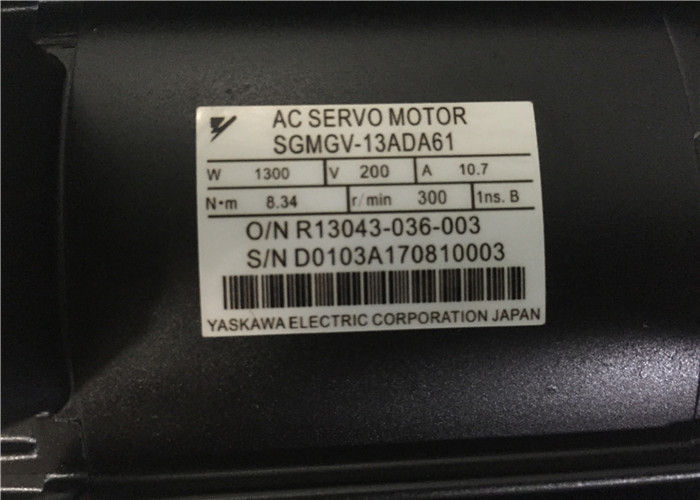 AC SERVO MOTOR
SGMGV-13ADA61
W 1300 V 200 A 10.7
N·m 8.34 r/min 300 1ns. B
O/N R13043-036-003
S/N D0103A170810003
YASKAWA ELECTRIC CORPORATION JAPAN